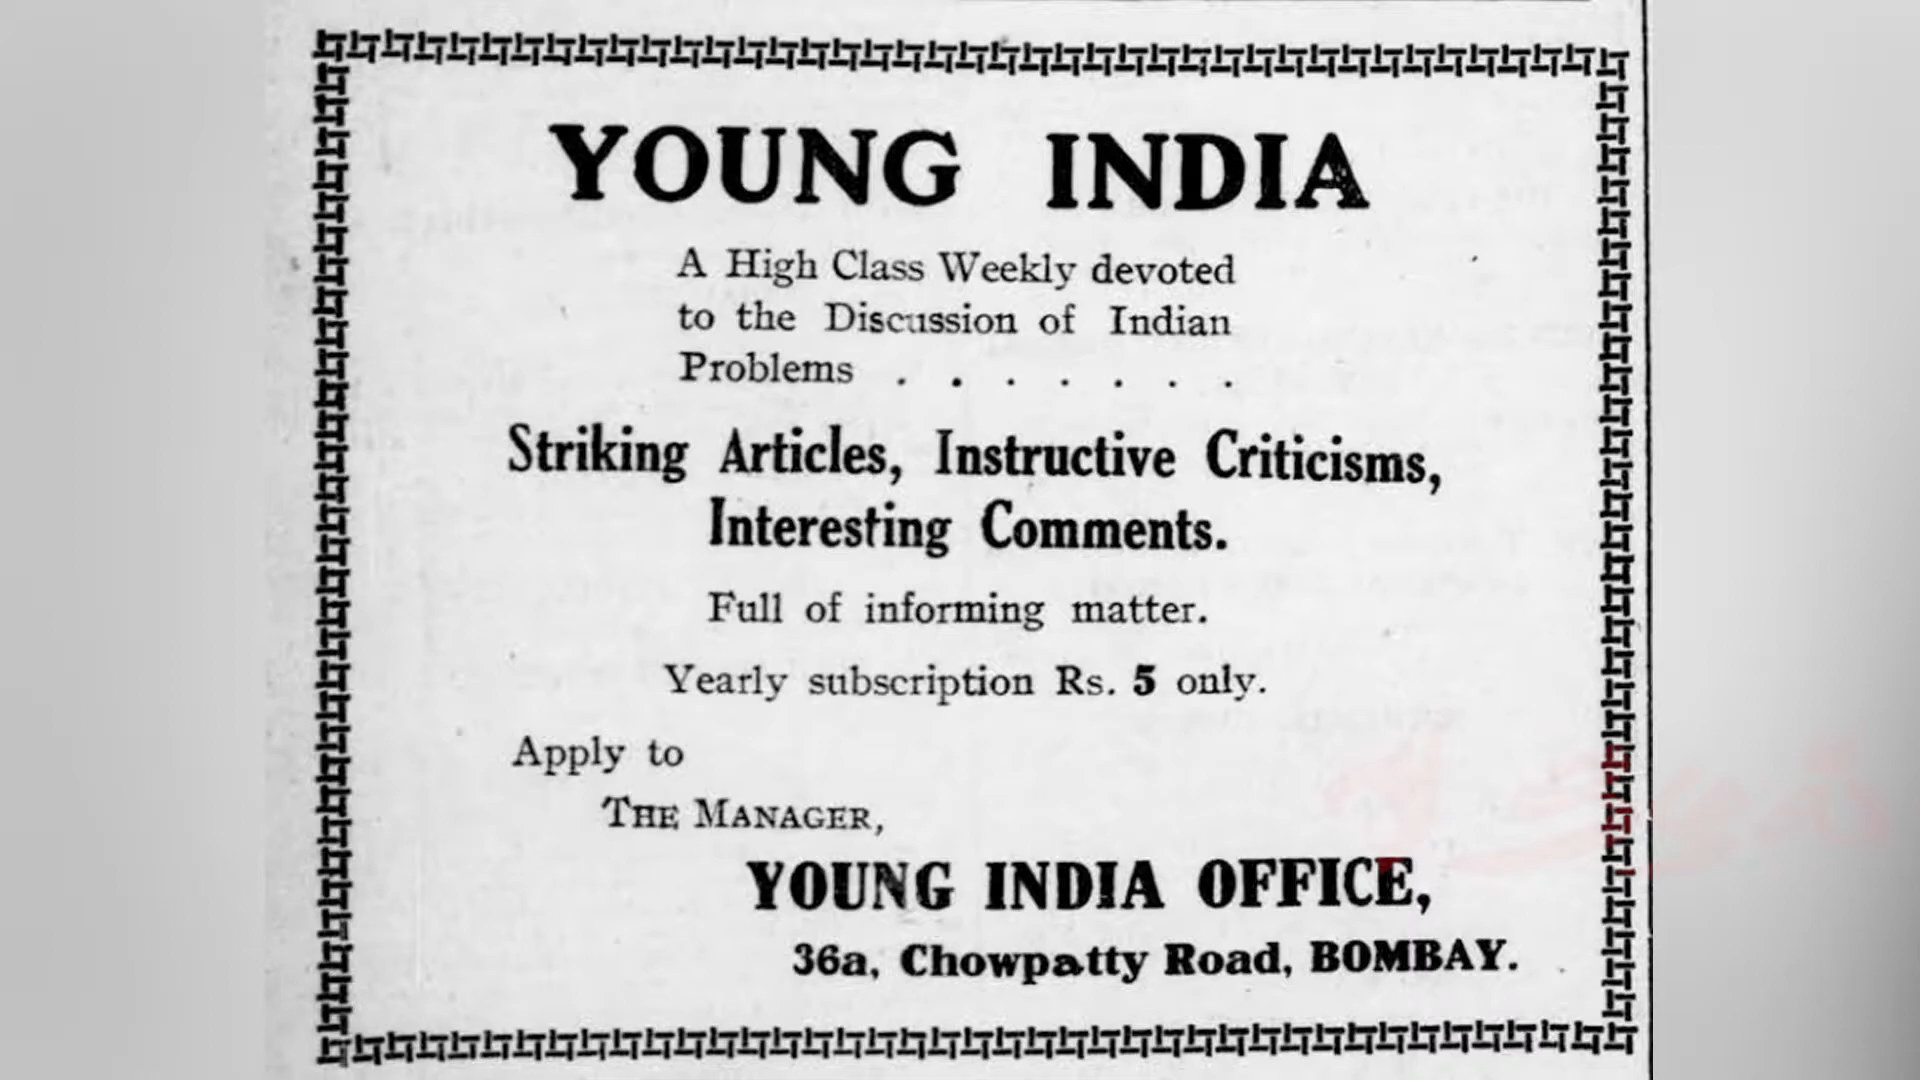 YOUNG INDIA
A High Class Weekly devoted
to the Discussion of Indian
Problems . . . . . . .
Striking Articles, Instructive Criticisms,
Interesting Comments.
Full of informing matter.
Yearly subscription Rs. 5 only.
Apply to
THE MANAGER,
YOUNG INDIA OFFICE,
36a, Chowpatty Road, BOMBAY.